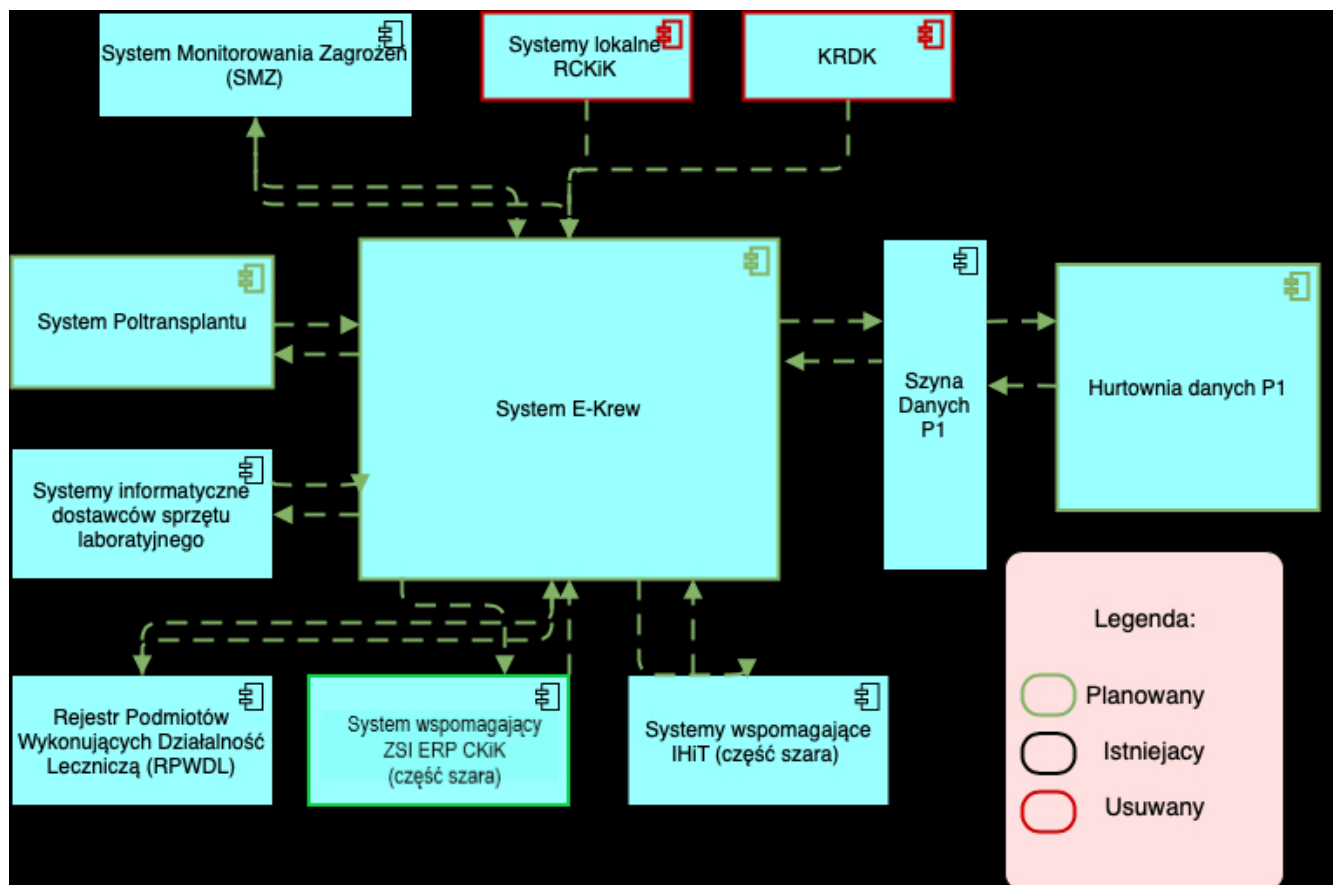 System Monitorowania Zagrożeń
(SMZ)
Systemy lokalne
RCKiK
KRDK
System Poltransplantu
System E-Krew
Szyna
Danych
P1
Hurtownia danych P1
Systemy informatyczne
dostawców sprzętu
laboratyjnego
Rejestr Podmiotów
Wykonujących Działalność
Leczniczą (RPWDL)
System wspomagający
ZSI ERP CKiK
(część szara)
Systemy wspomagające
IHiT (część szara)
Legenda:
Planowany
Istniejacy
Usuwany